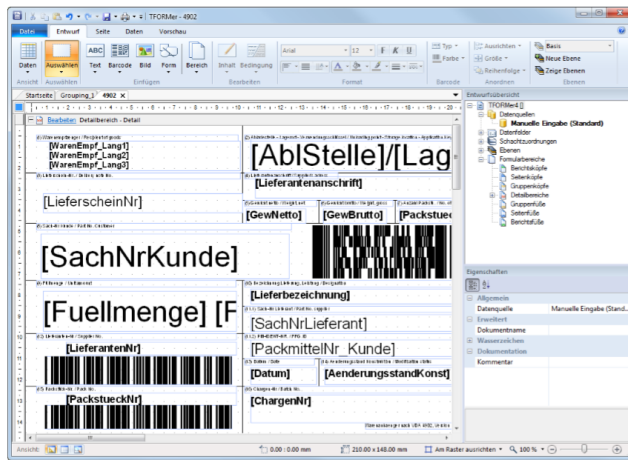 TFORMer - 4902
Datei Entwurf Seite Daten Vorschau
Daten Auswählen Text Barcode Bild Form Bereich Inhalt Bedingung
Arial 12 F K U
Typ
Farbe
Ausrichten
Größe
Reihenfolge
Basis
Neue Ebene
Zeige Ebenen
Ansicht Auswählen Einfügen Bearbeiten Format Barcode Anordnen Ebenen
Startseite Grouping_1 4902
Bearbeiten Detailbereich - Detail
[WarenEmpf_Lang1]
[WarenEmpf_Lang2]
[WarenEmpf_Lang3]
[AblStelle]/[Lag
[LieferscheinNr]
[Lieferantenanschrift]
[GewNetto] [GewBrutto] [Packstuec
[SachNrKunde]
[Fuellmenge] [F
[Lieferbezeichnung]
[SachNrLieferant]
[LieferantenNr]
[PackmittelNr_Kunde]
[Datum] [AenderungsstandKonst]
[PackstueckNr]
[ChargenNr]
Entwurfsübersicht
TFORMer4 []
Datenquellen
Manuelle Eingabe (Standard)
Datenfelder
Schachtzuordnungen
Ebenen
Formularbereiche
Berichtsköpfe
Seitenköpfe
Gruppenköpfe
Detailbereiche
Gruppenfüße
Seitenfüße
Berichtsfüße
Eigenschaften
Allgemein
Datenquelle Manuelle Eingabe (Stand...
Erweitert
Dokumentname
Wasserzeichen
Dokumentation
Kommentar
Ansicht: 0.00 : 0.00 mm 210.00 x 148.00 mm Am Raster ausrichten 100 %